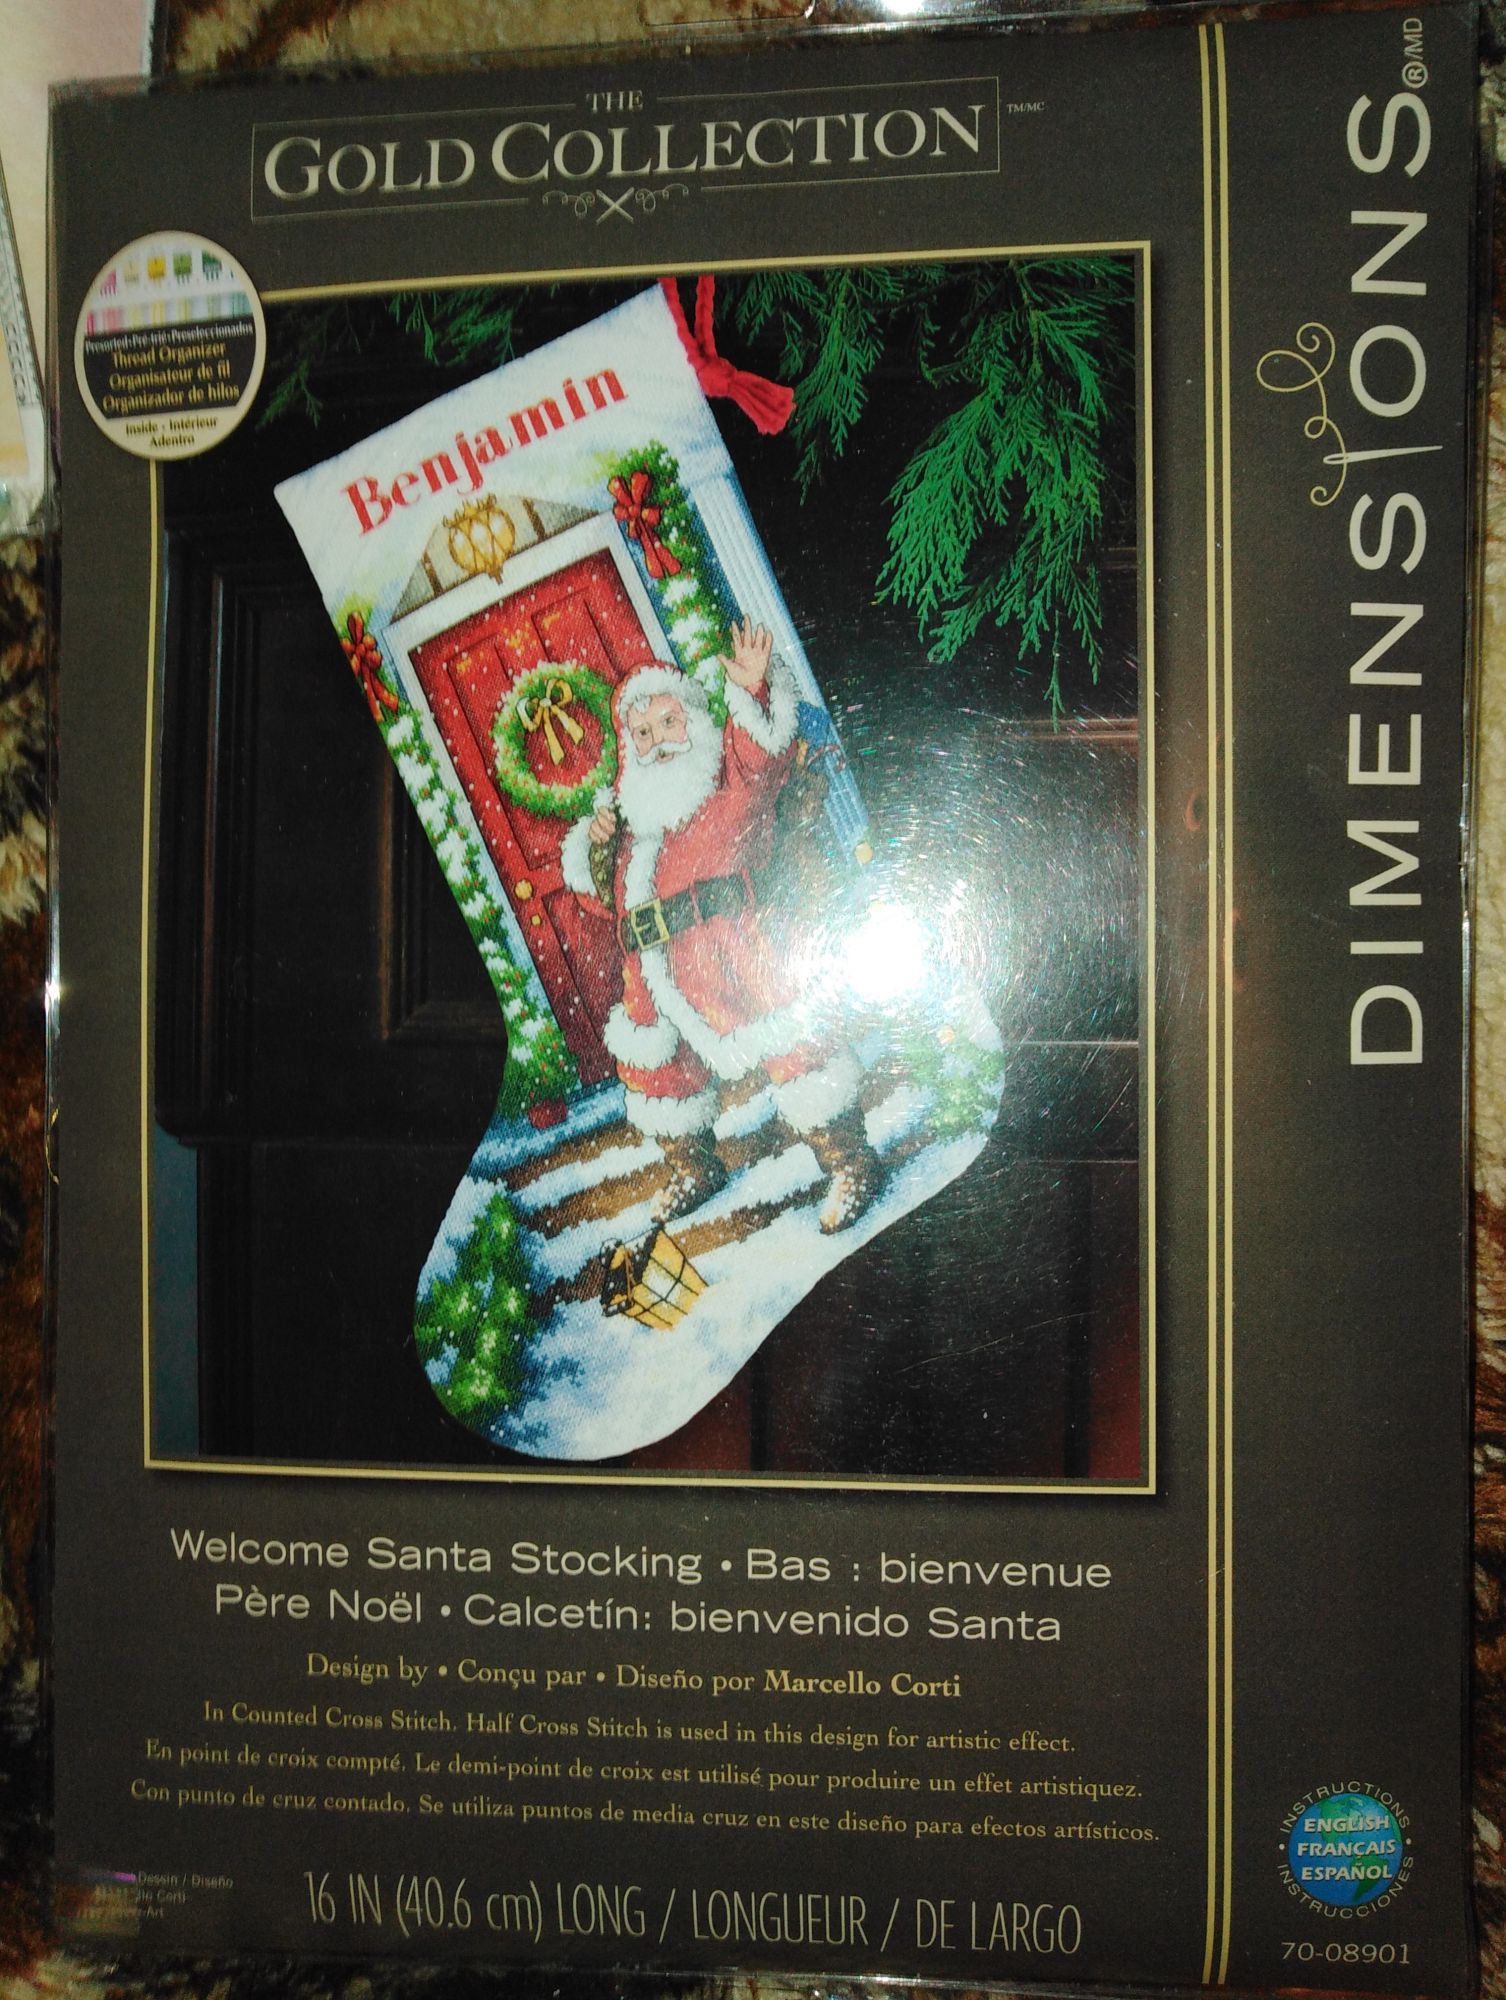 THE
GOLD COLLECTION
TM/MC
DIMENSIONS®/MD
Presorted•Pré-trié•Preseleccionados
Thread Organizer
Organisateur de fil
Organizador de hilos
Inside • Intérieur
Adentro
Benjamin
Welcome Santa Stocking • Bas : bienvenue
Père Noël • Calcetín: bienvenido Santa
Design by • Conçu par • Diseño por Marcello Corti
In Counted Cross Stitch. Half Cross Stitch is used in this design for artistic effect.
En point de croix compté. Le demi-point de croix est utilisé pour produire un effet artistiquez.
Con punto de cruz contado. Se utiliza puntos de media cruz en este diseño para efectos artísticos.
Dessin / Diseño
Corti
Art
16 IN (40.6 cm) LONG / LONGUEUR / DE LARGO
INSTRUCTIONS
ENGLISH
FRANÇAIS
ESPAÑOL
INSTRUCCIONES
70-08901